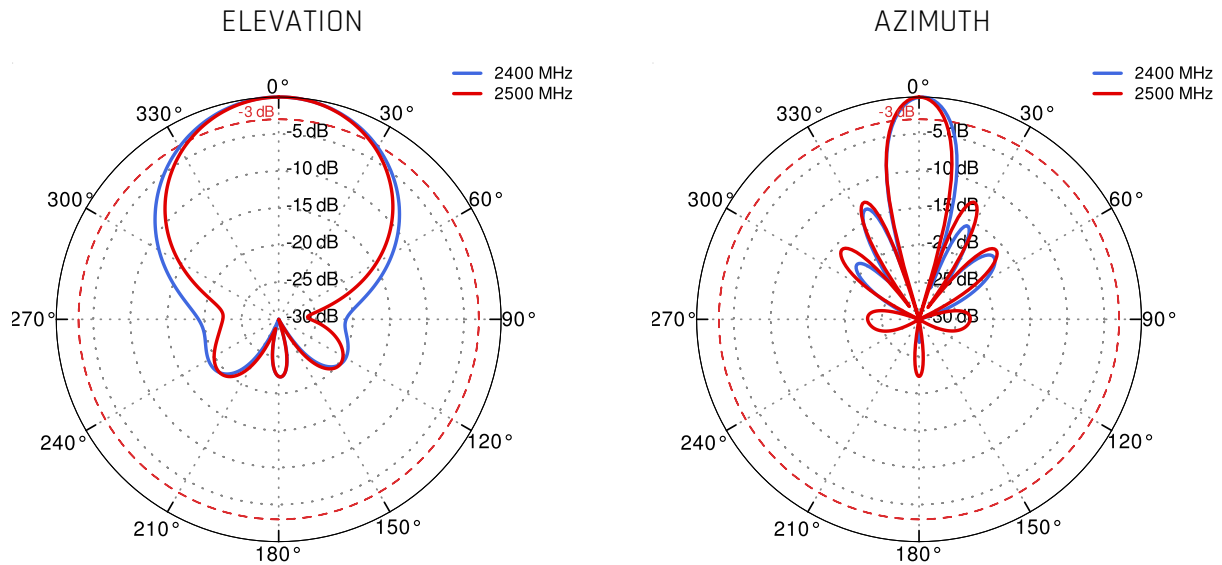 ELEVATION
2400 MHz
2500 MHz
0°
330°
30°
-3 dB
-5 dB
-10 dB
300°
60°
-15 dB
-20 dB
-25 dB
-30 dB
270°
90°
240°
120°
210°
150°
180°
AZIMUTH
2400 MHz
2500 MHz
0°
330°
30°
-3 dB
-5 dB
-10 dB
300°
60°
-15 dB
-20 dB
-25 dB
-30 dB
270°
90°
240°
120°
210°
150°
180°